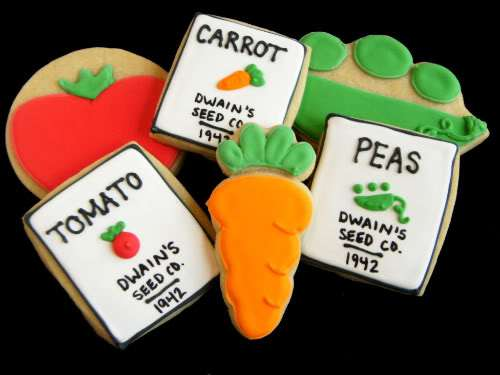 CARROT
DWAIN'S
SEED CO.
1942
PEAS
DWAIN'S
SEED CO.
1942
TOMATO
DWAIN'S
SEED CO.
1942